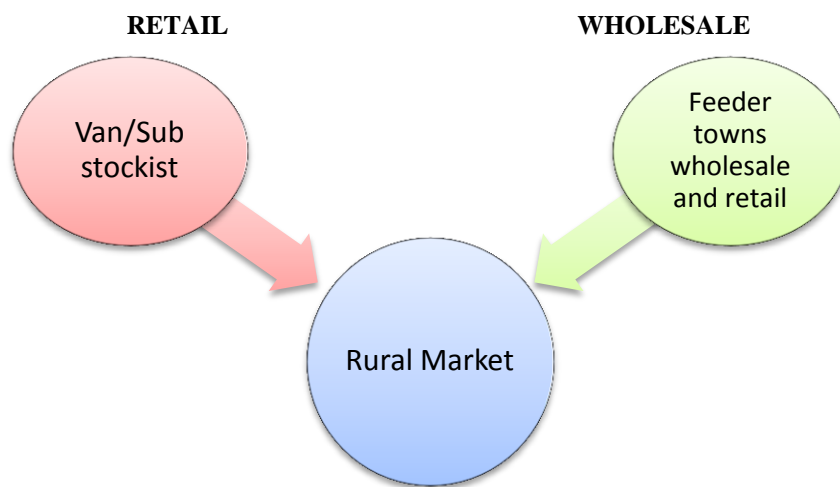 RETAIL
WHOLESALE
Van/Sub
stockist
Feeder
towns
wholesale
and retail
Rural Market